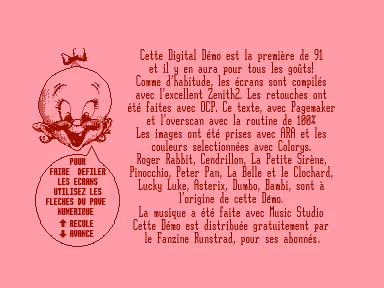 Cette Digital Démo est la première de 91
et il y en aura pour tous les goûts!
Comme d'habitude, les écrans sont compilés
avec l'excellent Zenith2. Les retouches ont
été faites avec OCP. Ce texte, avec Pagemaker
et l'overscan avec la routine de 100%
Les images ont été prises avec ARA et les
couleurs selectionnées avec Colorys.
Roger Rabbit, Cendrillon, La Petite Sirène,
Pinocchio, Peter Pan, La Belle et le Clochard,
Lucky Luke, Asterix, Dumbo, Bambi, sont à
l'origine de cette Démo.
La musique a été faite avec Music Studio
Cette Démo est distribuée gratuitement par
le Fanzine Runstrad, pour ses abonnés.
POUR
FAIRE DEFILER
LES ECRANS
UTILISEZ LES
FLECHES DU PAVE
NUMERIQUE
↑ RECULE
↓ AVANCE